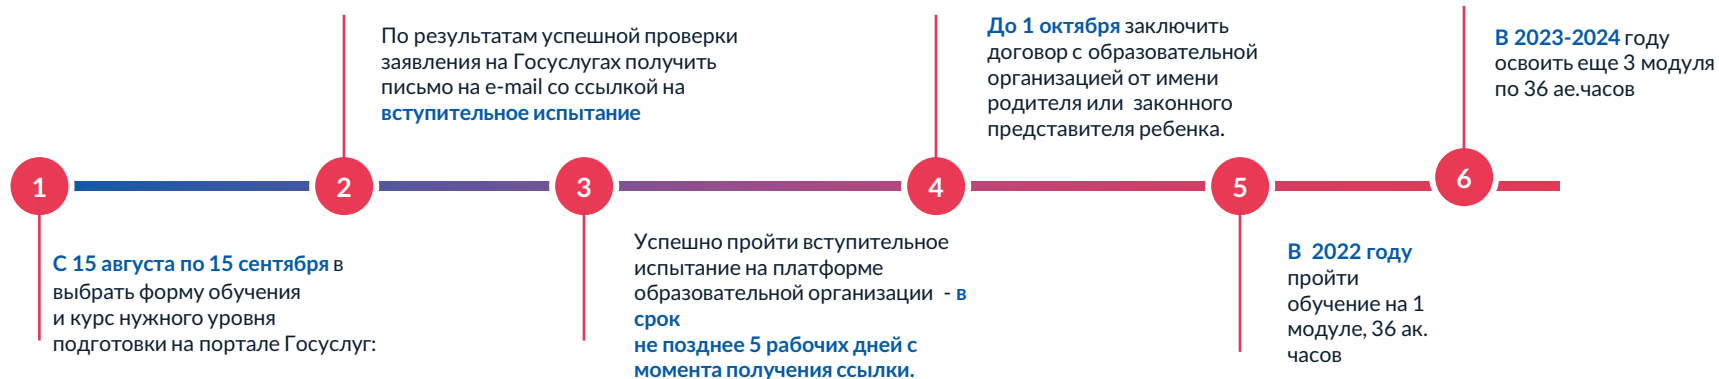 1
С 15 августа по 15 сентября в
выбрать форму обучения
и курс нужного уровня
подготовки на портале Госуслуг:
2
По результатам успешной проверки
заявления на Госуслугах получить
письмо на e-mail со ссылкой на
вступительное испытание
3
Успешно пройти вступительное
испытание на платформе
образовательной организации - в
срок
не позднее 5 рабочих дней с
момента получения ссылки.
4
До 1 октября заключить
договор с образовательной
организацией от имени
родителя или законного
представителя ребенка.
5
В 2022 году
пройти
обучение на 1
модуле, 36 ак.
часов
6
В 2023-2024 году
освоить еще 3 модуля
по 36 ае.часов